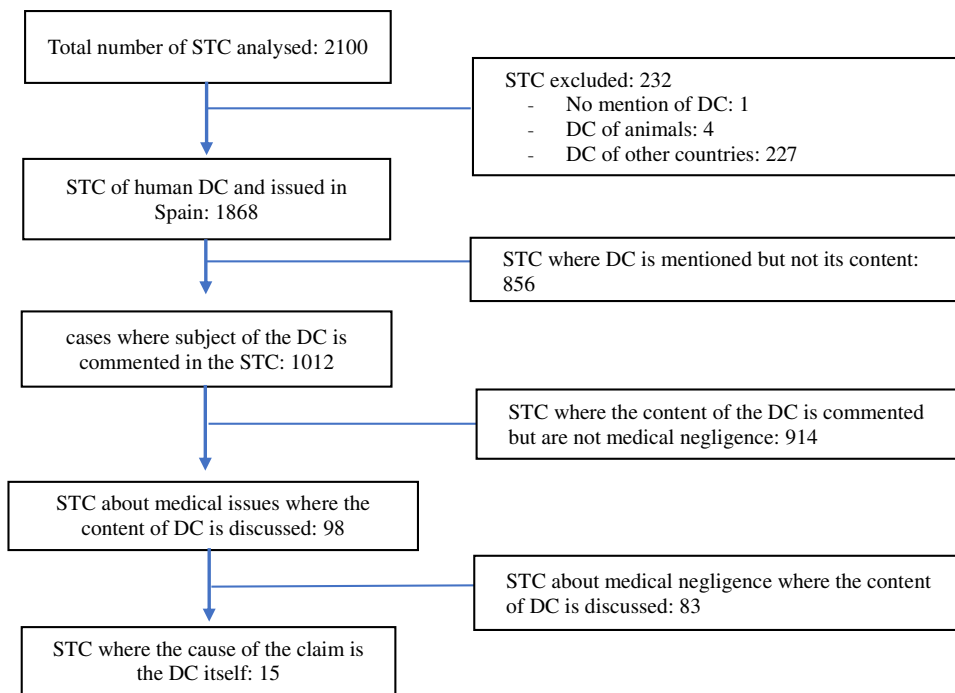 Total number of STC analysed: 2100
STC excluded: 232
- No mention of DC: 1
- DC of animals: 4
- DC of other countries: 227
STC of human DC and issued in
Spain: 1868
STC where DC is mentioned but not its content:
856
cases where subject of the DC is
commented in the STC: 1012
STC where the content of the DC is commented
but are not medical negligence: 914
STC about medical issues where the
content of DC is discussed: 98
STC about medical negligence where the content
of DC is discussed: 83
STC where the cause of the claim is
the DC itself: 15